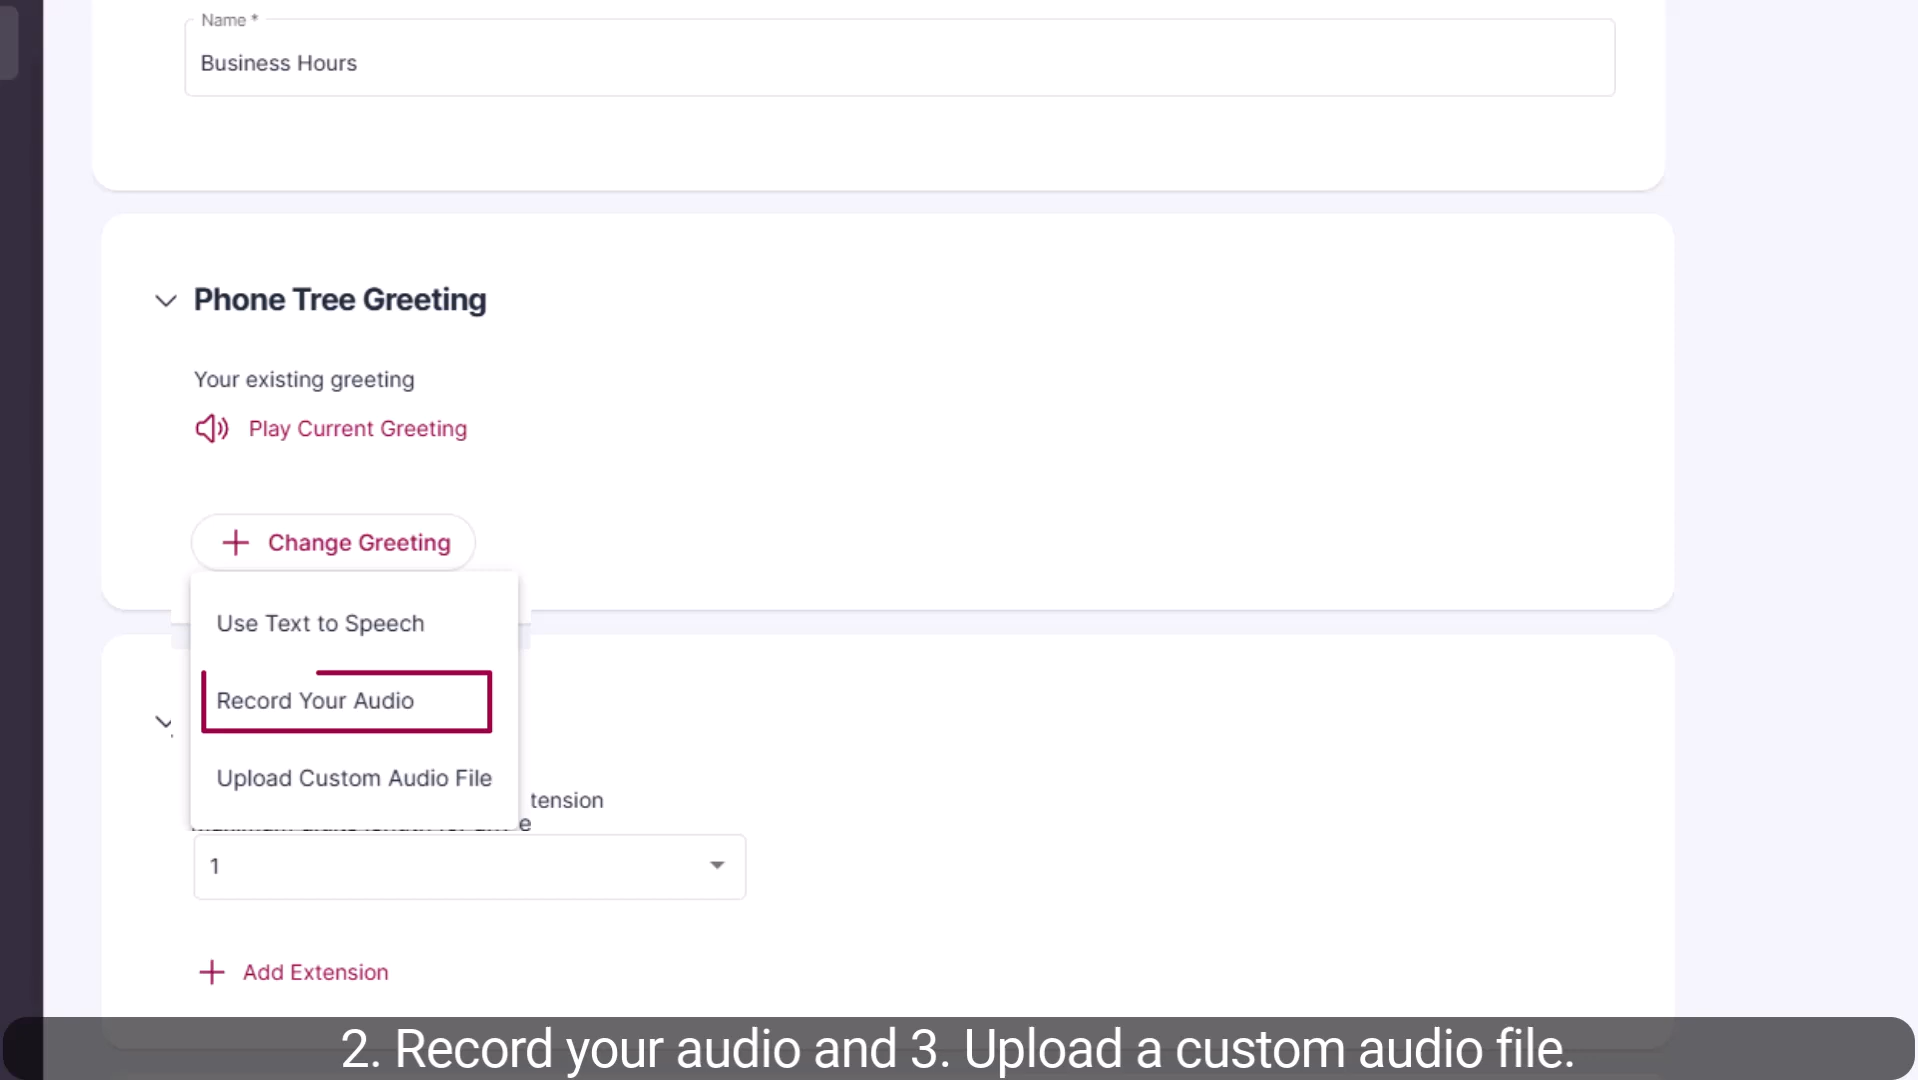 Name *
Business Hours
Phone Tree Greeting
Your existing greeting
Play Current Greeting
Change Greeting
Use Text to Speech
Record Your Audio
Upload Custom Audio File
tension
e
1
Add Extension
2. Record your audio and 3. Upload a custom audio file.